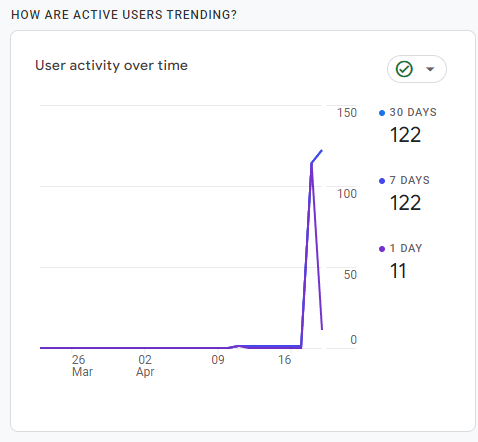 HOW ARE ACTIVE USERS TRENDING?
User activity over time
150
100
50
0
26
Mar
02
Apr
09
16
30 DAYS
122
7 DAYS
122
1 DAY
11